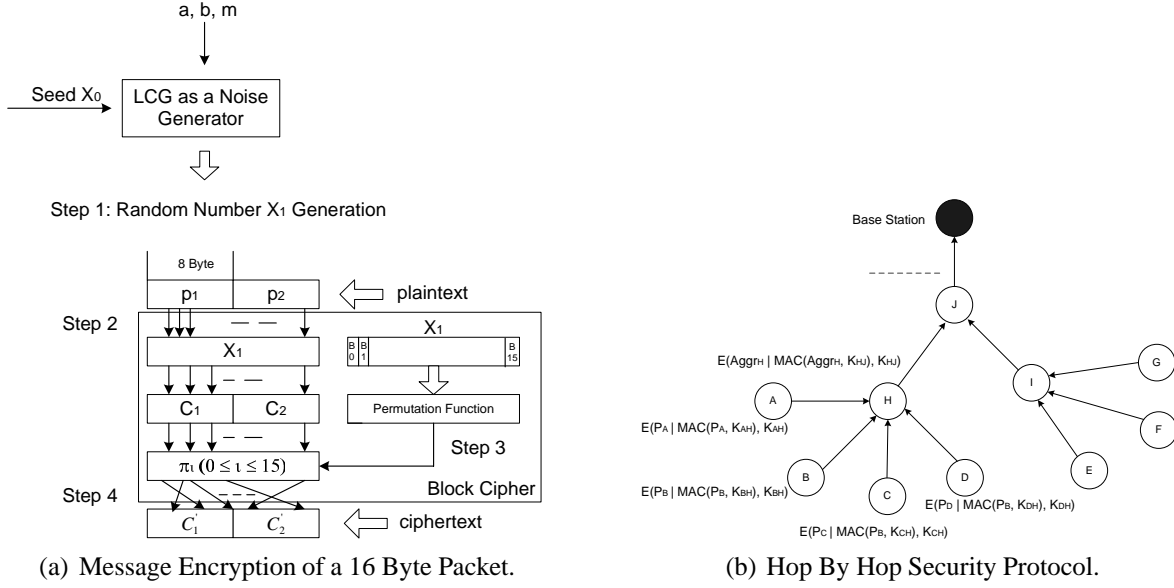 a, b, m
Seed X0
LCG as a Noise
Generator
Step 1: Random Number X1 Generation
8 Byte
p1
p2
plaintext
Step 2
X1
X1
B
0
B
1
B
15
C1
C2
Permutation Function
Step 3
πι (0 ≤ ι ≤ 15)
Step 4
Block Cipher
C'1
C'2
ciphertext
(a) Message Encryption of a 16 Byte Packet.
Base Station
J
E(AggrH | MAC(AggrH, KHJ), KHJ)
G
I
A
H
E(PA | MAC(PA, KAH), KAH)
F
B
D
E
C
E(PB | MAC(PB, KBH), KBH)
E(PD | MAC(PB, KDH), KDH)
E(PC | MAC(PB, KCH), KCH)
(b) Hop By Hop Security Protocol.